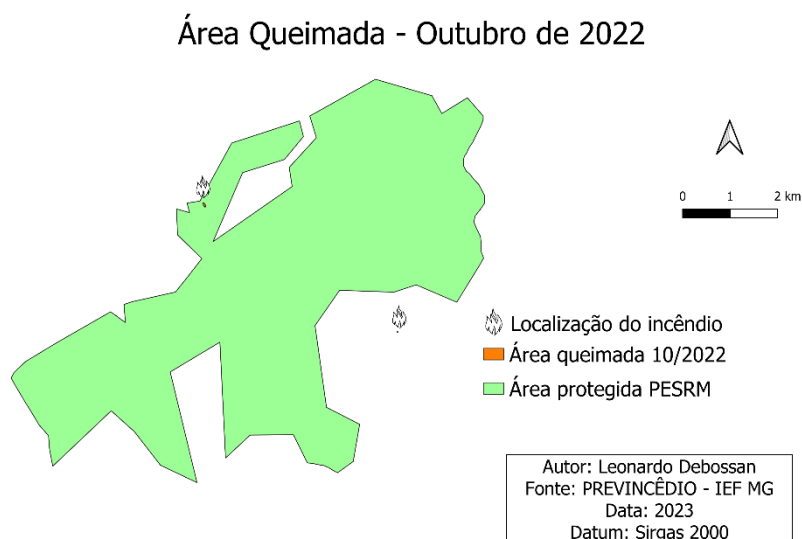 Área Queimada - Outubro de 2022
0 1 2 km
Localização do incêndio
Área queimada 10/2022
Área protegida PESRM
Autor: Leonardo Debossan
Fonte: PREVINCÊDIO - IEF MG
Data: 2023
Datum: Sirgas 2000